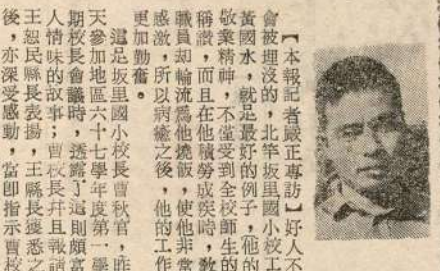 【本報記者嚴正專訪】好人不
會被埋沒的，北竿坂里國小校工
黃國水，就是最好的例子，他的
敬業精神，不僅受到全校師生的
稱讚，而且在他積勞成疾時，教
職員却輪流為他燒飯，使他非常
感激，所以病癒之後，他的工作
更加勤奮。
這是坂里國小校長曹秋官，昨
天參加地區六十七學年度第一學
期校長會議時，透露了這則頗富
人情味的故事；曹校長幷且報請
王恕民縣長表揚，王縣長獲悉之
後，亦深受感動，當卽指示曹校